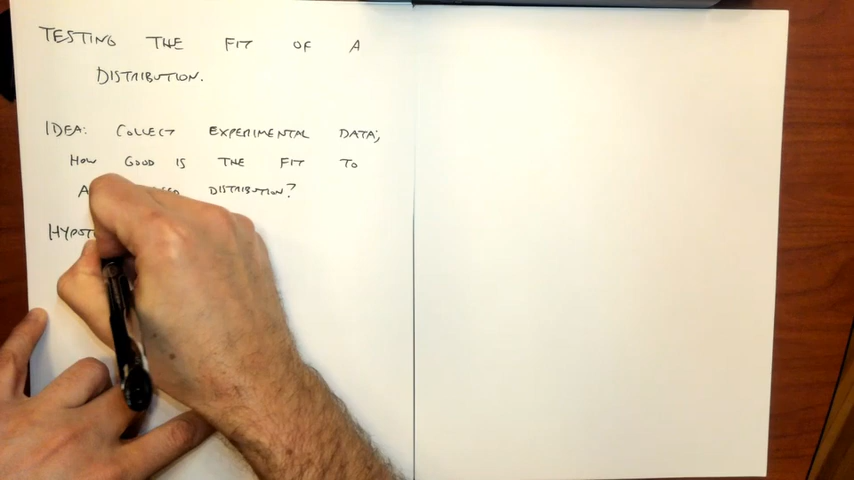 TESTING THE FIT OF A
DISTRIBUTION.
IDEA: COLLECT EXPERIMENTAL DATA;
HOW GOOD IS THE FIT TO
A DISTRIBUTION?